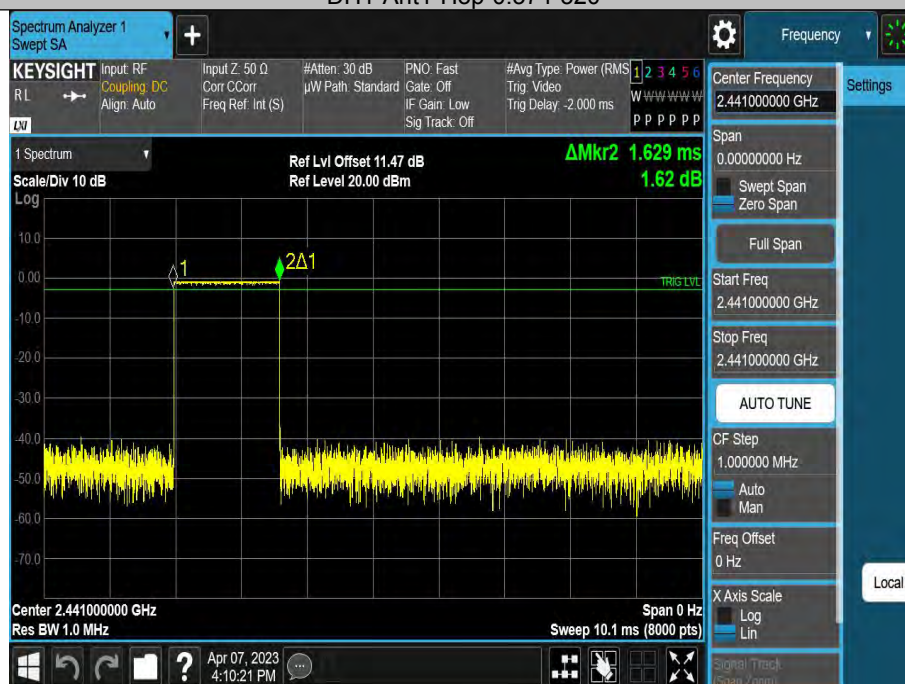 Spectrum Analyzer 1
Swept SA
+
Frequency
KEYSIGHT
RL
LXI
Input: RF
Coupling: DC
Align: Auto
Input Z: 50 Ω
Corr CCorr
Freq Ref: Int (S)
#Atten: 30 dB
µW Path: Standard
PNO: Fast
Gate: Off
IF Gain: Low
Sig Track: Off
#Avg Type: Power (RMS
Trig: Video
Trig Delay: -2.000 ms
1 2 3 4 5 6
W W W W W W
P P P P P P
Center Frequency
2.441000000 GHz
Settings
Span
0.00000000 Hz
Swept Span
Zero Span
Full Span
Start Freq
2.441000000 GHz
Stop Freq
2.441000000 GHz
AUTO TUNE
CF Step
1.000000 MHz
Auto
Man
Freq Offset
0 Hz
X Axis Scale
Log
Lin
Signal Track
(Span Zoom)
Local
1 Spectrum
Scale/Div 10 dB
Log
Ref Lvl Offset 11.47 dB
Ref Level 20.00 dBm
ΔMkr2 1.629 ms
1.62 dB
10.0
0.00
-10.0
-20.0
-30.0
-40.0
-50.0
-60.0
-70.0
1
2Δ1
TRIG LVL
Center 2.441000000 GHz
Res BW 1.0 MHz
Span 0 Hz
Sweep 10.1 ms (8000 pts)
?
Apr 07, 2023
4:10:21 PM